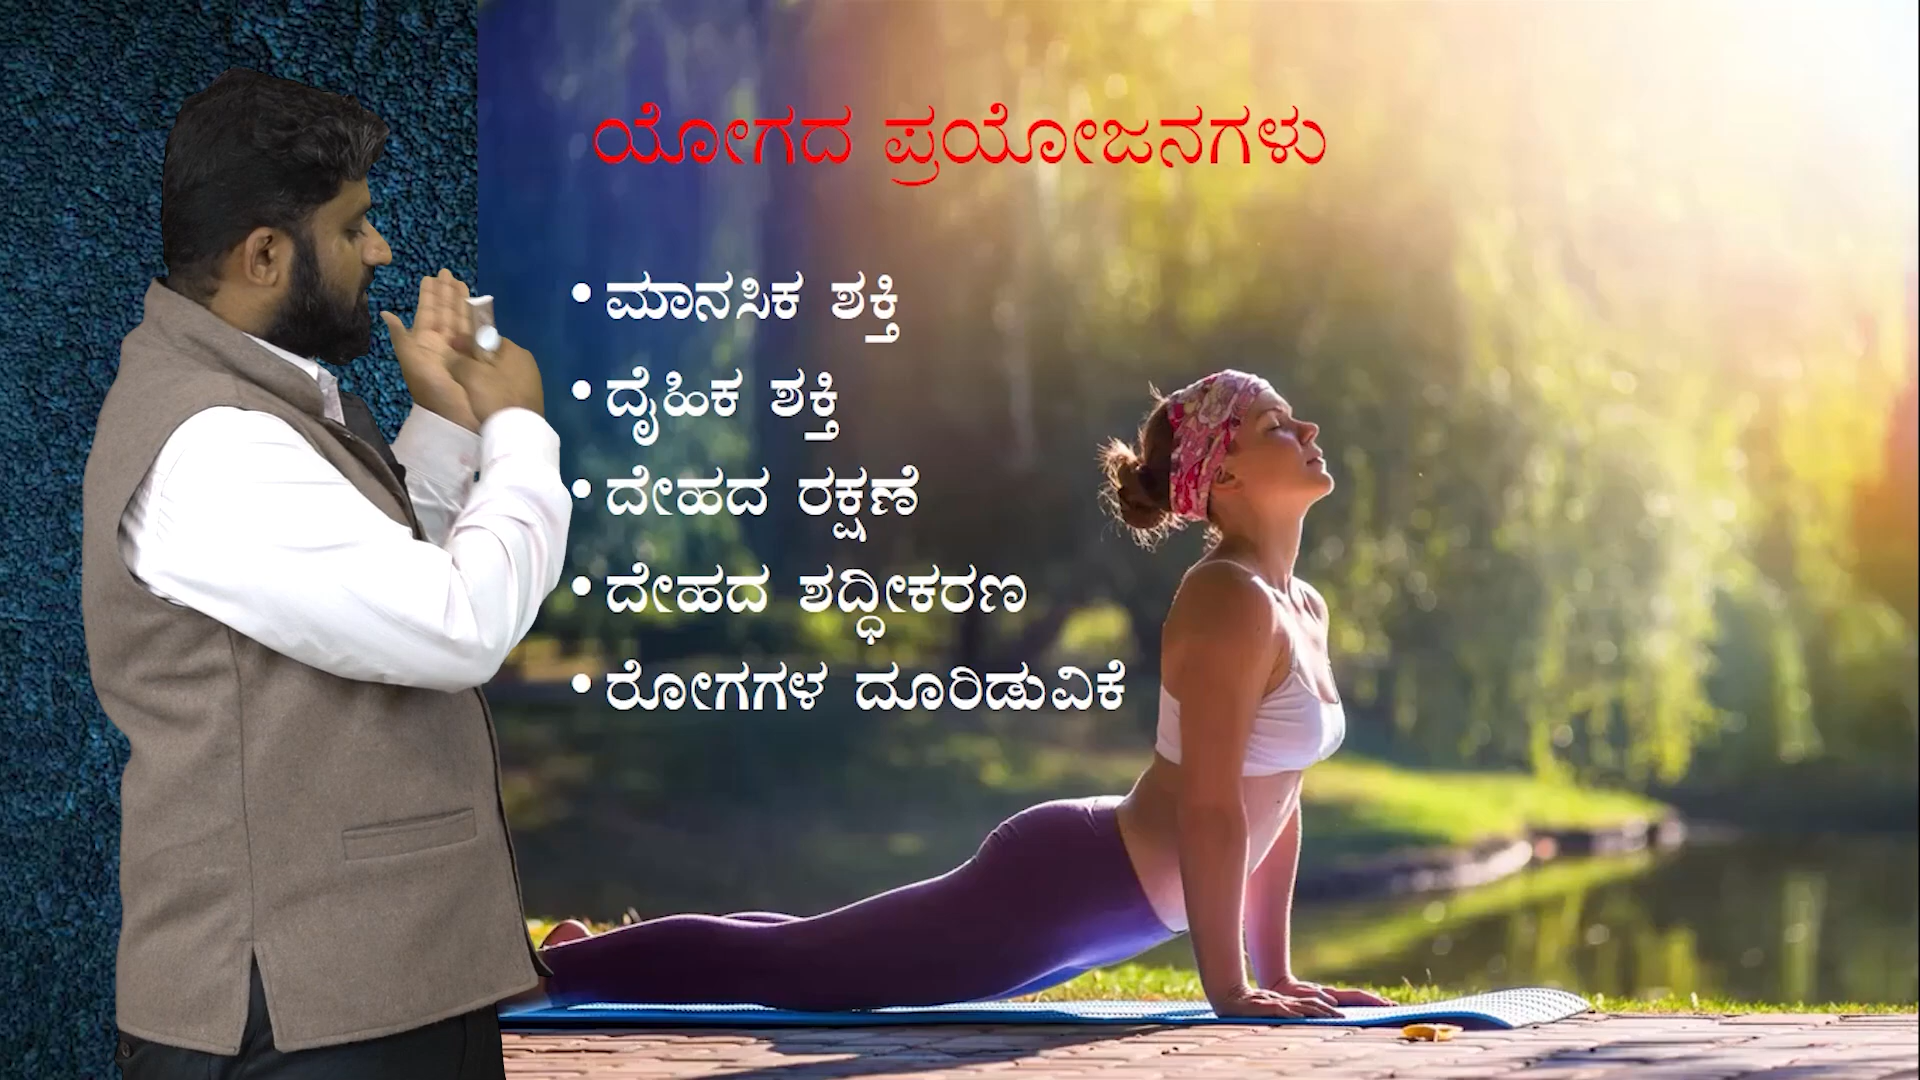 ಯೋಗದ ಪ್ರಯೋಜನಗಳು
• ಮಾನಸಿಕ ಶಕ್ತಿ
• ದೈಹಿಕ ಶಕ್ತಿ
• ದೇಹದ ರಕ್ಷಣೆ
• ದೇಹದ ಶದ್ಧೀಕರಣ
• ರೋಗಗಳ ದೂರಿಡುವಿಕೆ